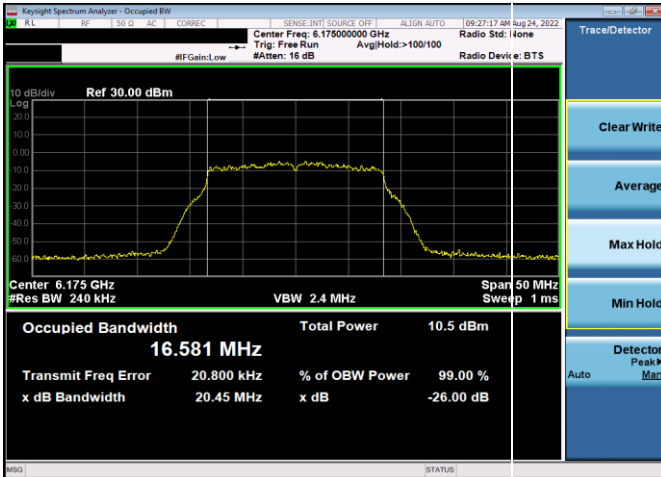 Keysight Spectrum Analyzer - Occupied BW
RL RF 50 Ω AC CORREC SENSE:INT SOURCE OFF ALIGN AUTO 09:27:17 AM Aug 24, 2022
Center Freq: 6.175000000 GHz Radio Std: None
Trig: Free Run Avg|Hold:>100/100
#IFGain:Low #Atten: 16 dB Radio Device: BTS
Trace/Detector
10 dB/div Ref 30.00 dBm
Log
20.0
10.0
0.00
-10.0
-20.0
-30.0
-40.0
-50.0
-60.0
Center 6.175 GHz Span 50 MHz
#Res BW 240 kHz VBW 2.4 MHz Sweep 1 ms
Occupied Bandwidth Total Power 10.5 dBm
16.581 MHz
Transmit Freq Error 20.800 kHz % of OBW Power 99.00 %
x dB Bandwidth 20.45 MHz x dB -26.00 dB
Clear Write
Average
Max Hold
Min Hold
Detector
Peak
Auto Man
MSG STATUS